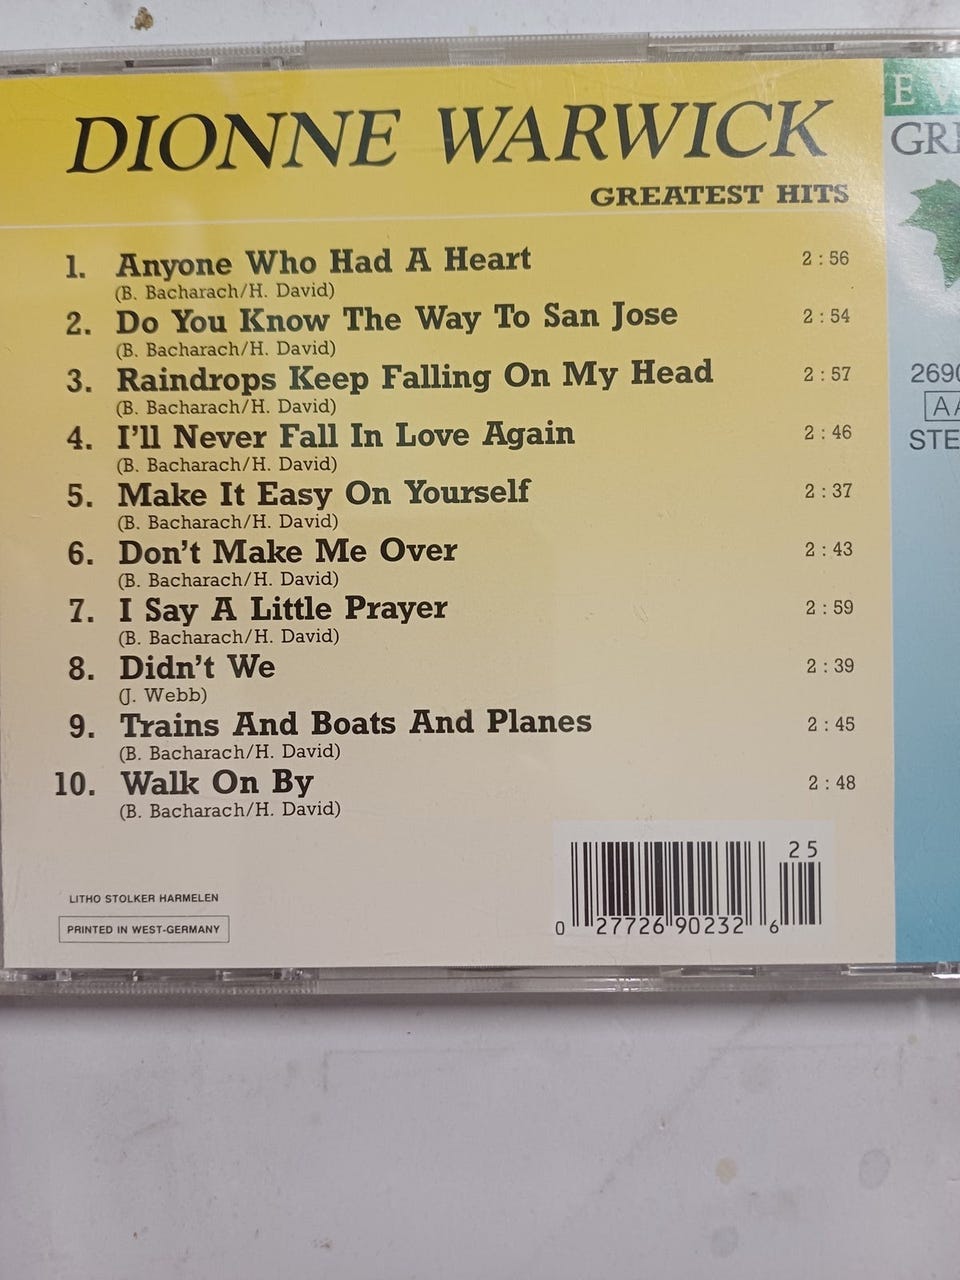 DIONNE WARWICK
GREATEST HITS
1. Anyone Who Had A Heart 2 : 56
(B. Bacharach/H. David)
2. Do You Know The Way To San Jose 2 : 54
(B. Bacharach/H. David)
3. Raindrops Keep Falling On My Head 2 : 57
(B. Bacharach/H. David)
4. I'll Never Fall In Love Again 2 : 46
(B. Bacharach/H. David)
5. Make It Easy On Yourself 2 : 37
(B. Bacharach/H. David)
6. Don't Make Me Over 2 : 43
(B. Bacharach/H. David)
7. I Say A Little Prayer 2 : 59
(B. Bacharach/H. David)
8. Didn't We 2 : 39
(J. Webb)
9. Trains And Boats And Planes 2 : 45
(B. Bacharach/H. David)
10. Walk On By 2 : 48
(B. Bacharach/H. David)
LITHO STOLKER HARMELEN
PRINTED IN WEST-GERMANY
25
0 27726 90232 6